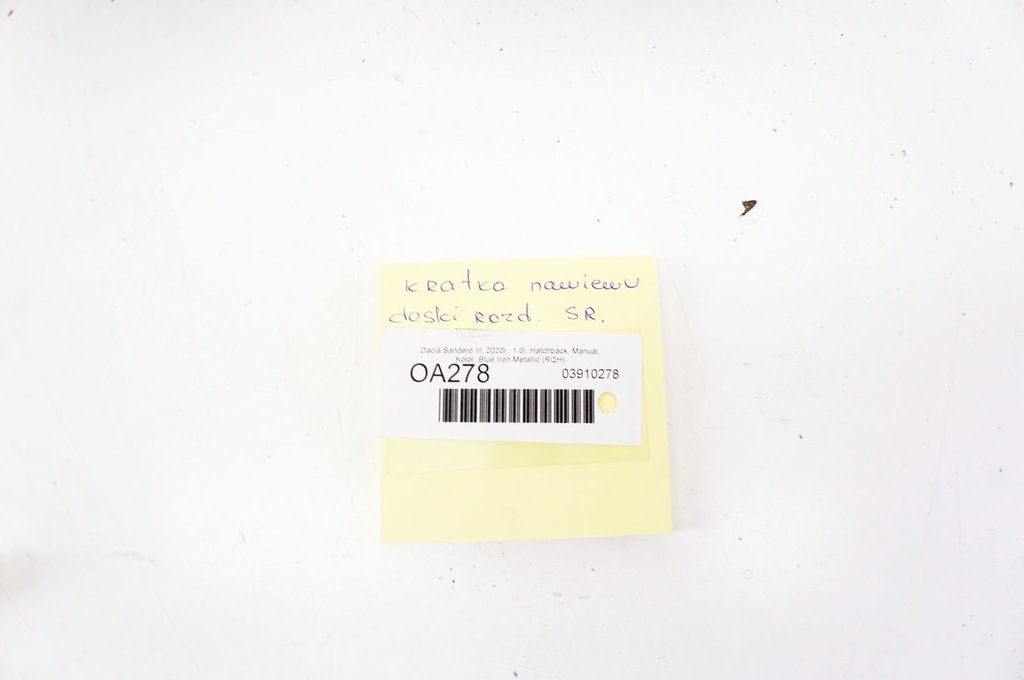 kratka nawiewu
deski rozd. SR.
Dacia Sandero III, 2020r., 1.0i, Hatchback, Manual,
Kolor: Blue Iron Metallic (RQH)
OA278 03910278